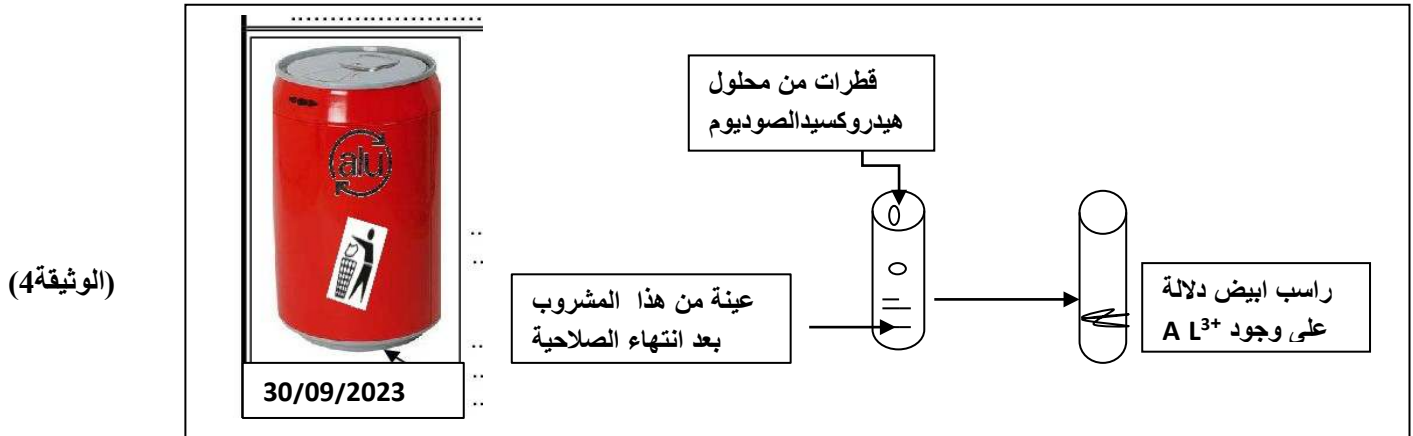 (الوثيقة4)
alu
30/09/2023
قطرات من محلول
هيدروكسيدالصوديوم
عينة من هذا المشروب
بعد انتهاء الصلاحية
راسب ابيض دلالة
على وجود A L³⁺